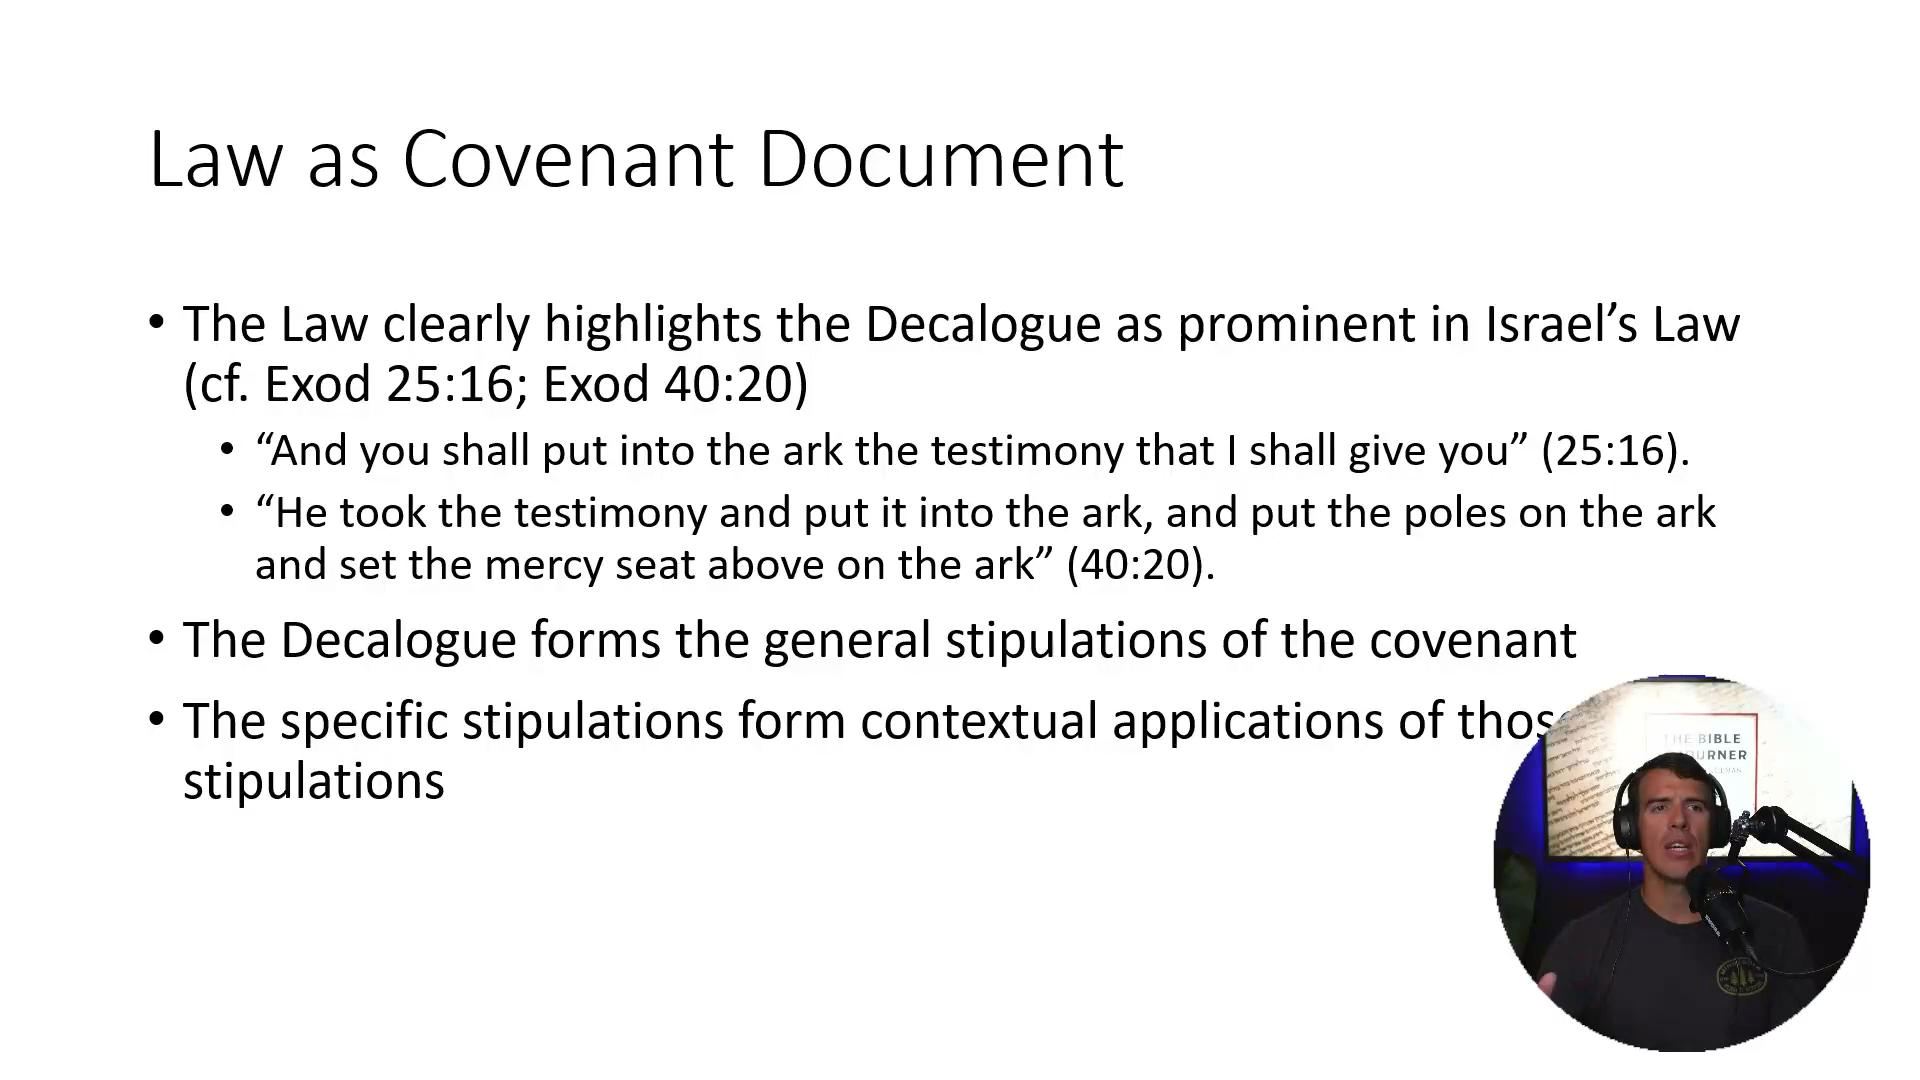 Law as Covenant Document
• The Law clearly highlights the Decalogue as prominent in Israel’s Law
(cf. Exod 25:16; Exod 40:20)
• “And you shall put into the ark the testimony that I shall give you” (25:16).
• “He took the testimony and put it into the ark, and put the poles on the ark
and set the mercy seat above on the ark” (40:20).
• The Decalogue forms the general stipulations of the covenant
• The specific stipulations form contextual applications of
stipulations
THE BIBLE